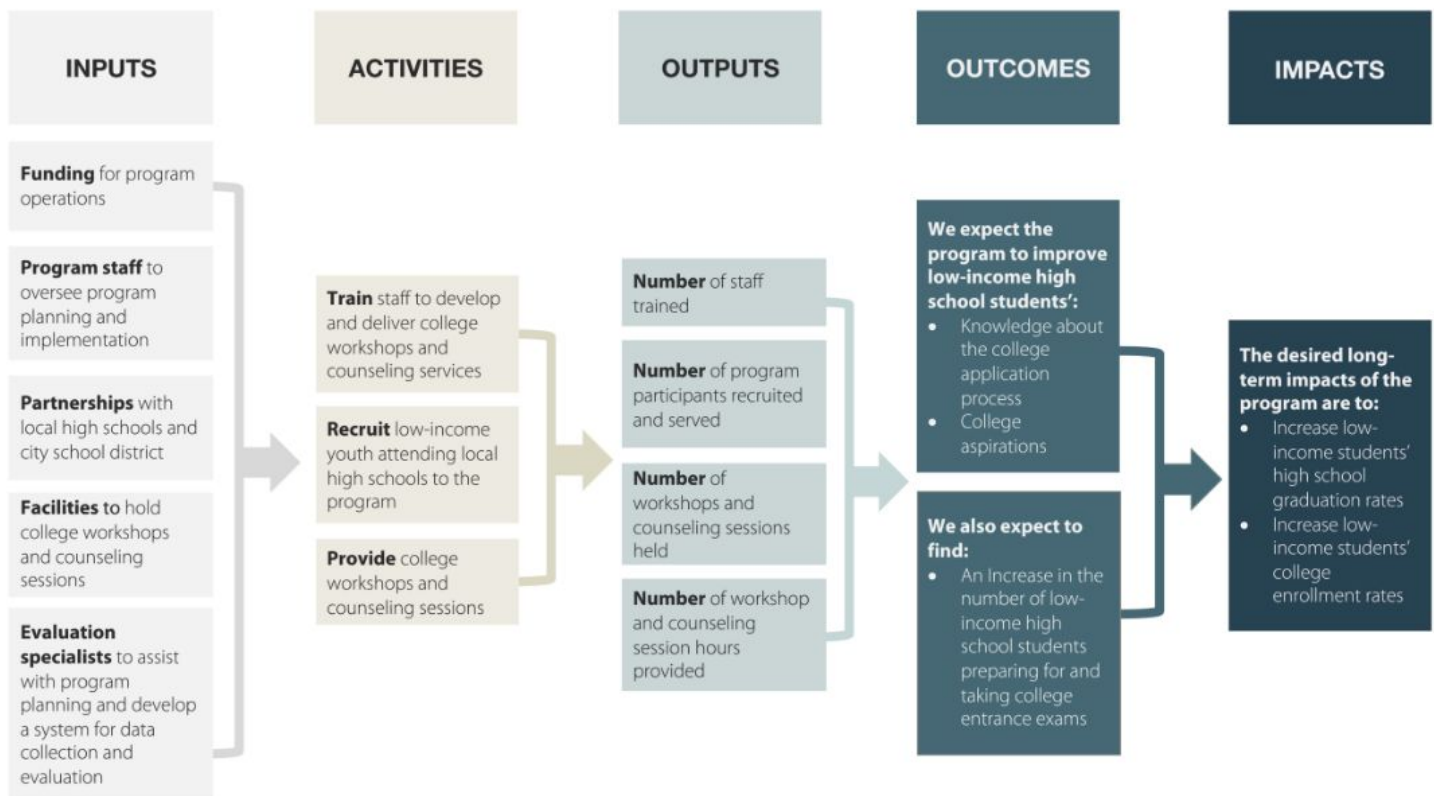 INPUTS
ACTIVITIES
OUTPUTS
OUTCOMES
IMPACTS
Funding for program
operations
Program staff to
oversee program
planning and
implementation
Partnerships with
local high schools and
city school district
Facilities to hold
college workshops
and counseling
sessions
Evaluation
specialists to assist
with program
planning and develop
a system for data
collection and
evaluation
Train staff to develop
and deliver college
workshops and
counseling services
Recruit low-income
youth attending local
high schools to the
program
Provide college
workshops and
counseling sessions
Number of staff
trained
Number of program
participants recruited
and served
Number of
workshops and
counseling sessions
held
Number of workshop
and counseling
session hours
provided
We expect the
program to improve
low-income high
school students’:
• Knowledge about
the college
application
process
• College
aspirations
We also expect to
find:
• An Increase in the
number of low-
income high
school students
preparing for and
taking college
entrance exams
The desired long-
term impacts of the
program are to:
• Increase low-
income students’
high school
graduation rates
• Increase low-
income students’
college
enrollment rates